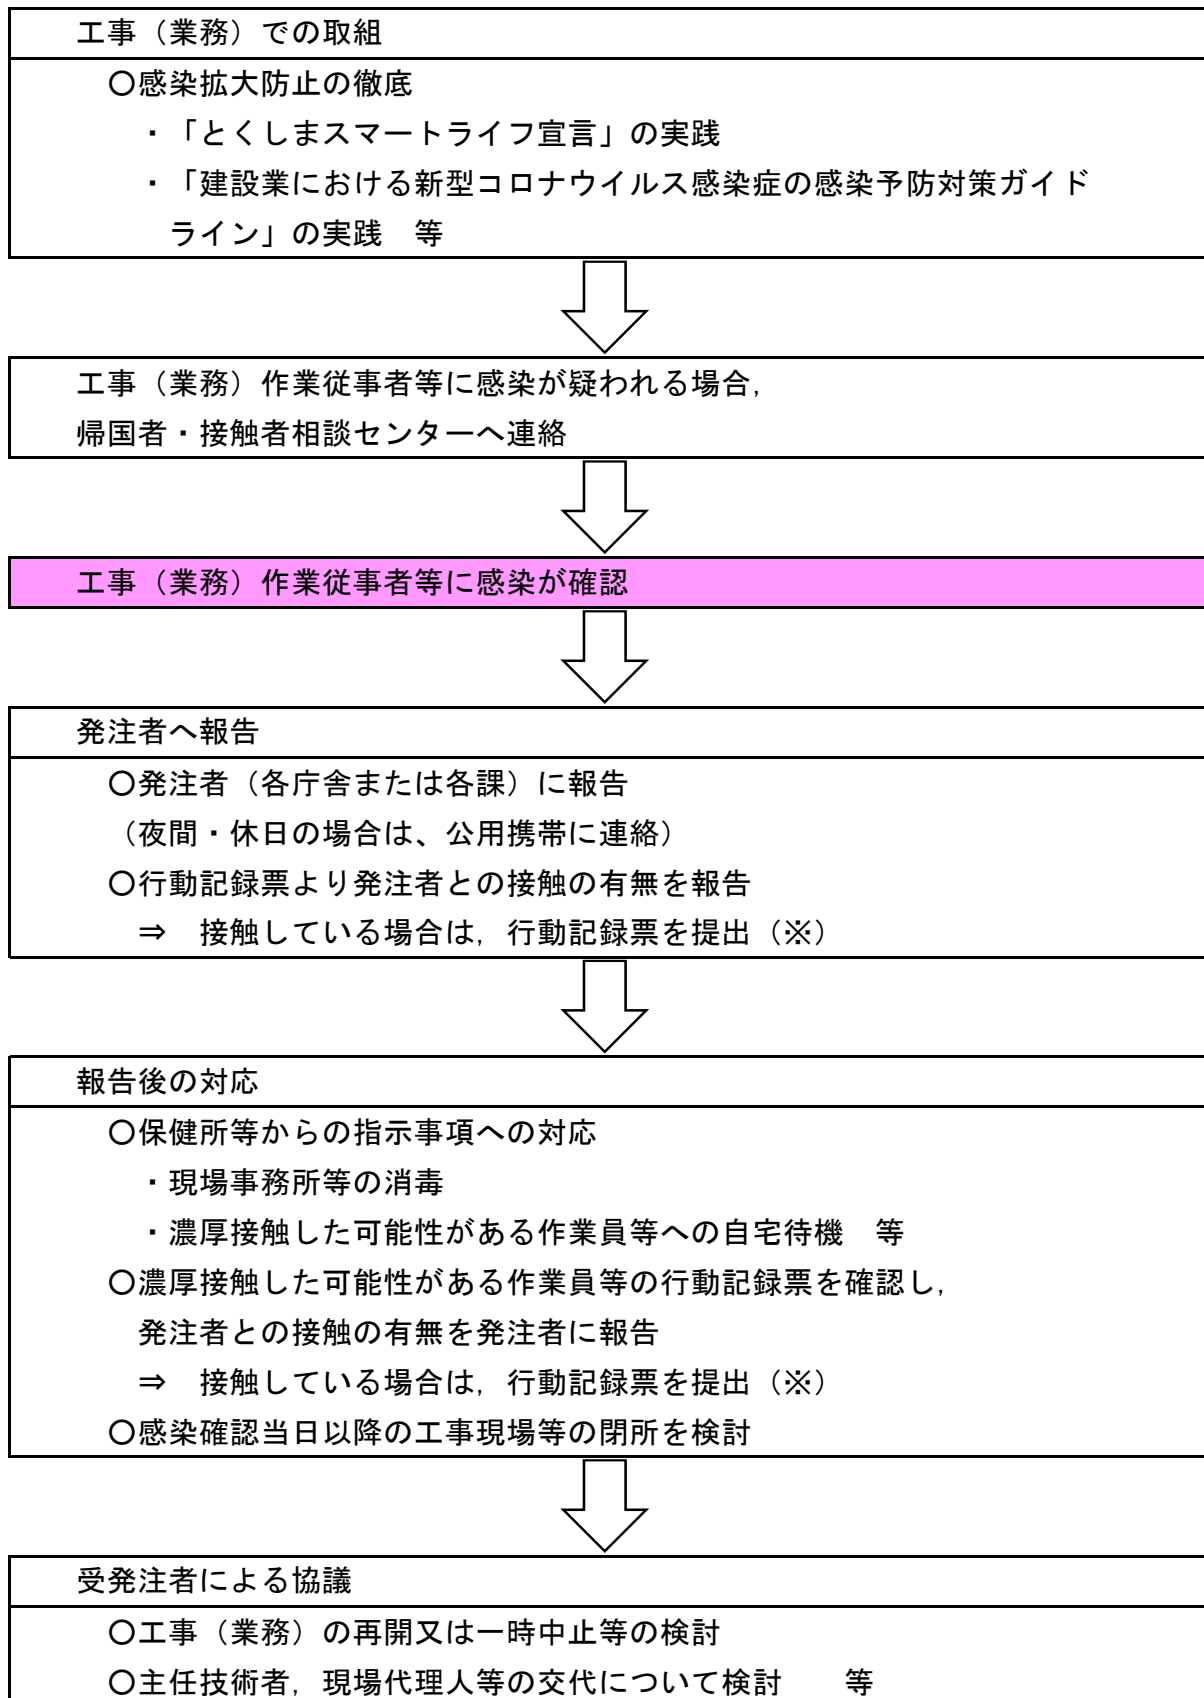 工事（業務）での取組
〇感染拡大防止の徹底
・「とくしまスマートライフ宣言」の実践
・「建設業における新型コロナウイルス感染症の感染予防対策ガイド
ライン」の実践　等
工事（業務）作業従事者等に感染が疑われる場合，
帰国者・接触者相談センターへ連絡
工事（業務）作業従事者等に感染が確認
発注者へ報告
〇発注者（各庁舎または各課）に報告
（夜間・休日の場合は、公用携帯に連絡）
〇行動記録票より発注者との接触の有無を報告
⇒　接触している場合は，行動記録票を提出（※）
報告後の対応
〇保健所等からの指示事項への対応
・現場事務所等の消毒
・濃厚接触した可能性がある作業員等への自宅待機　等
〇濃厚接触した可能性がある作業員等の行動記録票を確認し，
発注者との接触の有無を発注者に報告
⇒　接触している場合は，行動記録票を提出（※）
〇感染確認当日以降の工事現場等の閉所を検討
受発注者による協議
〇工事（業務）の再開又は一時中止等の検討
〇主任技術者，現場代理人等の交代について検討　　等